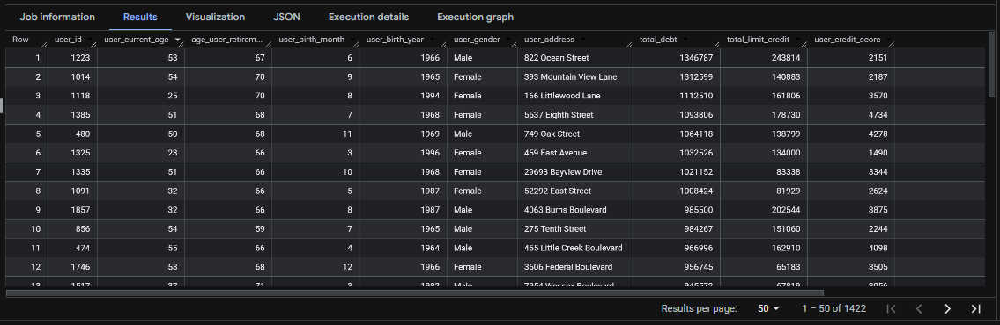 Job information Results Visualization JSON Execution details Execution graph
Row user_id user_current_age age_user_retirem... user_birth_month user_birth_year user_gender user_address total_debt total_limit_credit user_credit_score
1 1223 53 67 6 1966 Male 822 Ocean Street 1346787 243814 2151
2 1014 54 70 9 1965 Female 393 Mountain View Lane 1312599 140883 2187
3 1118 25 70 8 1994 Female 166 Littlewood Lane 1112510 161806 3570
4 1385 51 68 7 1968 Female 5537 Eighth Street 1093806 178730 4734
5 480 50 68 11 1969 Male 749 Oak Street 1064118 138799 4278
6 1325 23 66 3 1996 Female 459 East Avenue 1032526 134000 1490
7 1335 51 66 10 1968 Female 29693 Bayview Drive 1021152 83338 3344
8 1091 32 66 5 1987 Female 52292 East Street 1008424 81929 2624
9 1857 32 66 8 1987 Male 4063 Burns Boulevard 985500 202544 3875
10 856 54 59 7 1965 Male 275 Tenth Street 984267 151060 2244
11 474 55 66 4 1964 Male 455 Little Creek Boulevard 966996 162910 4098
12 1746 53 68 12 1966 Female 3606 Federal Boulevard 956745 65183 3505
13 1517 37 71 3 1982 Male 7954 Wessex Boulevard 945572 67819 3056
Results per page: 50 1 – 50 of 1422